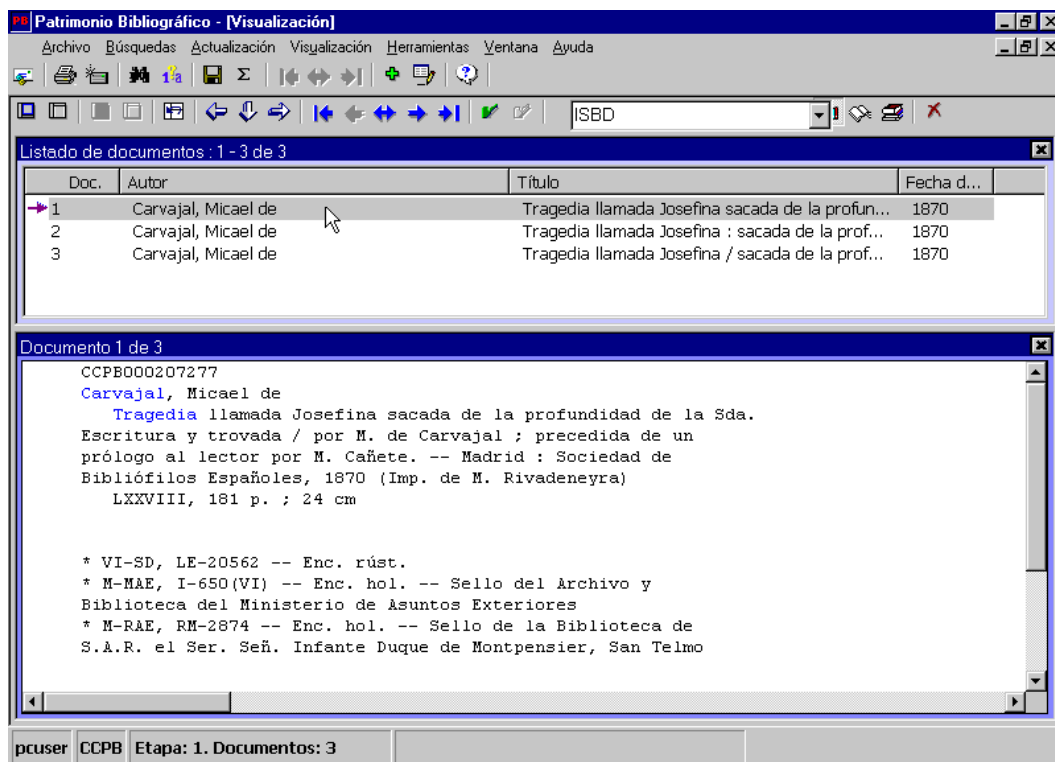 PB Patrimonio Bibliográfico - [Visualización]
Archivo Búsquedas Actualización Visualización Herramientas Ventana Ayuda
ISBD
Listado de documentos : 1 - 3 de 3
Doc. Autor Título Fecha d...
1 Carvajal, Micael de Tragedia llamada Josefina sacada de la profun... 1870
2 Carvajal, Micael de Tragedia llamada Josefina : sacada de la prof... 1870
3 Carvajal, Micael de Tragedia llamada Josefina / sacada de la prof... 1870
Documento 1 de 3
CCPB000207277
Carvajal, Micael de
Tragedia llamada Josefina sacada de la profundidad de la Sda.
Escritura y trovada / por M. de Carvajal ; precedida de un
prólogo al lector por M. Cañete. -- Madrid : Sociedad de
Bibliófilos Españoles, 1870 (Imp. de M. Rivadeneyra)
LXXVIII, 181 p. ; 24 cm
* VI-SD, LE-20562 -- Enc. rúst.
* M-MAE, I-650(VI) -- Enc. hol. -- Sello del Archivo y
Biblioteca del Ministerio de Asuntos Exteriores
* M-RAE, RM-2874 -- Enc. hol. -- Sello de la Biblioteca de
S.A.R. el Ser. Señ. Infante Duque de Montpensier, San Telmo
pcuser CCPB Etapa: 1. Documentos: 3